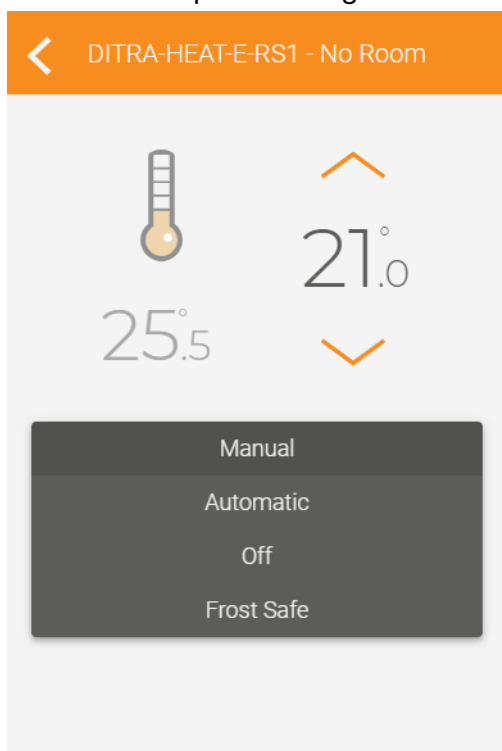 DITRA-HEAT-E-RS1 - No Room
21°.0
25°.5
Manual
Automatic
Off
Frost Safe